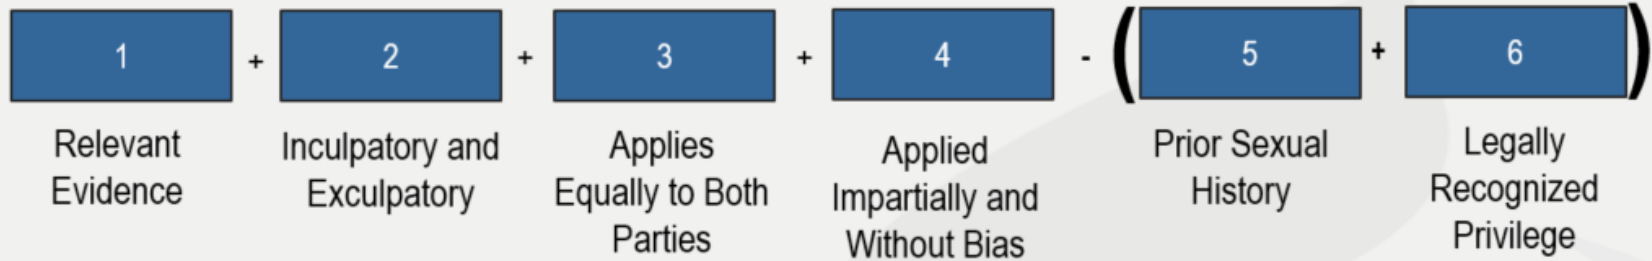 1 + 2 + 3 + 4 - ( 5 + 6 )
Relevant
Evidence
Inculpatory and
Exculpatory
Applies
Equally to Both
Parties
Applied
Impartially and
Without Bias
Prior Sexual
History
Legally
Recognized
Privilege